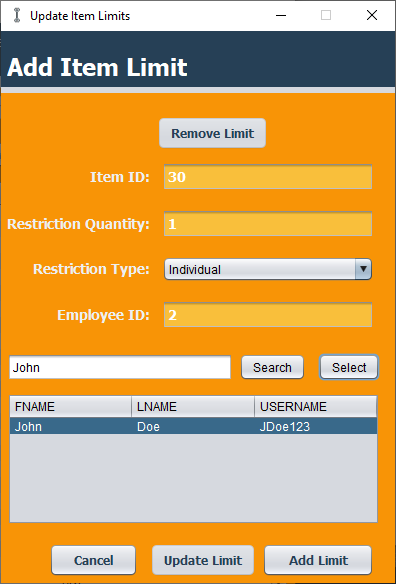 Update Item Limits
Add Item Limit
Remove Limit
Item ID: 30
Restriction Quantity: 1
Restriction Type: Individual
Employee ID: 2
John Search Select
FNAME LNAME USERNAME
John Doe JDoe123
Cancel Update Limit Add Limit